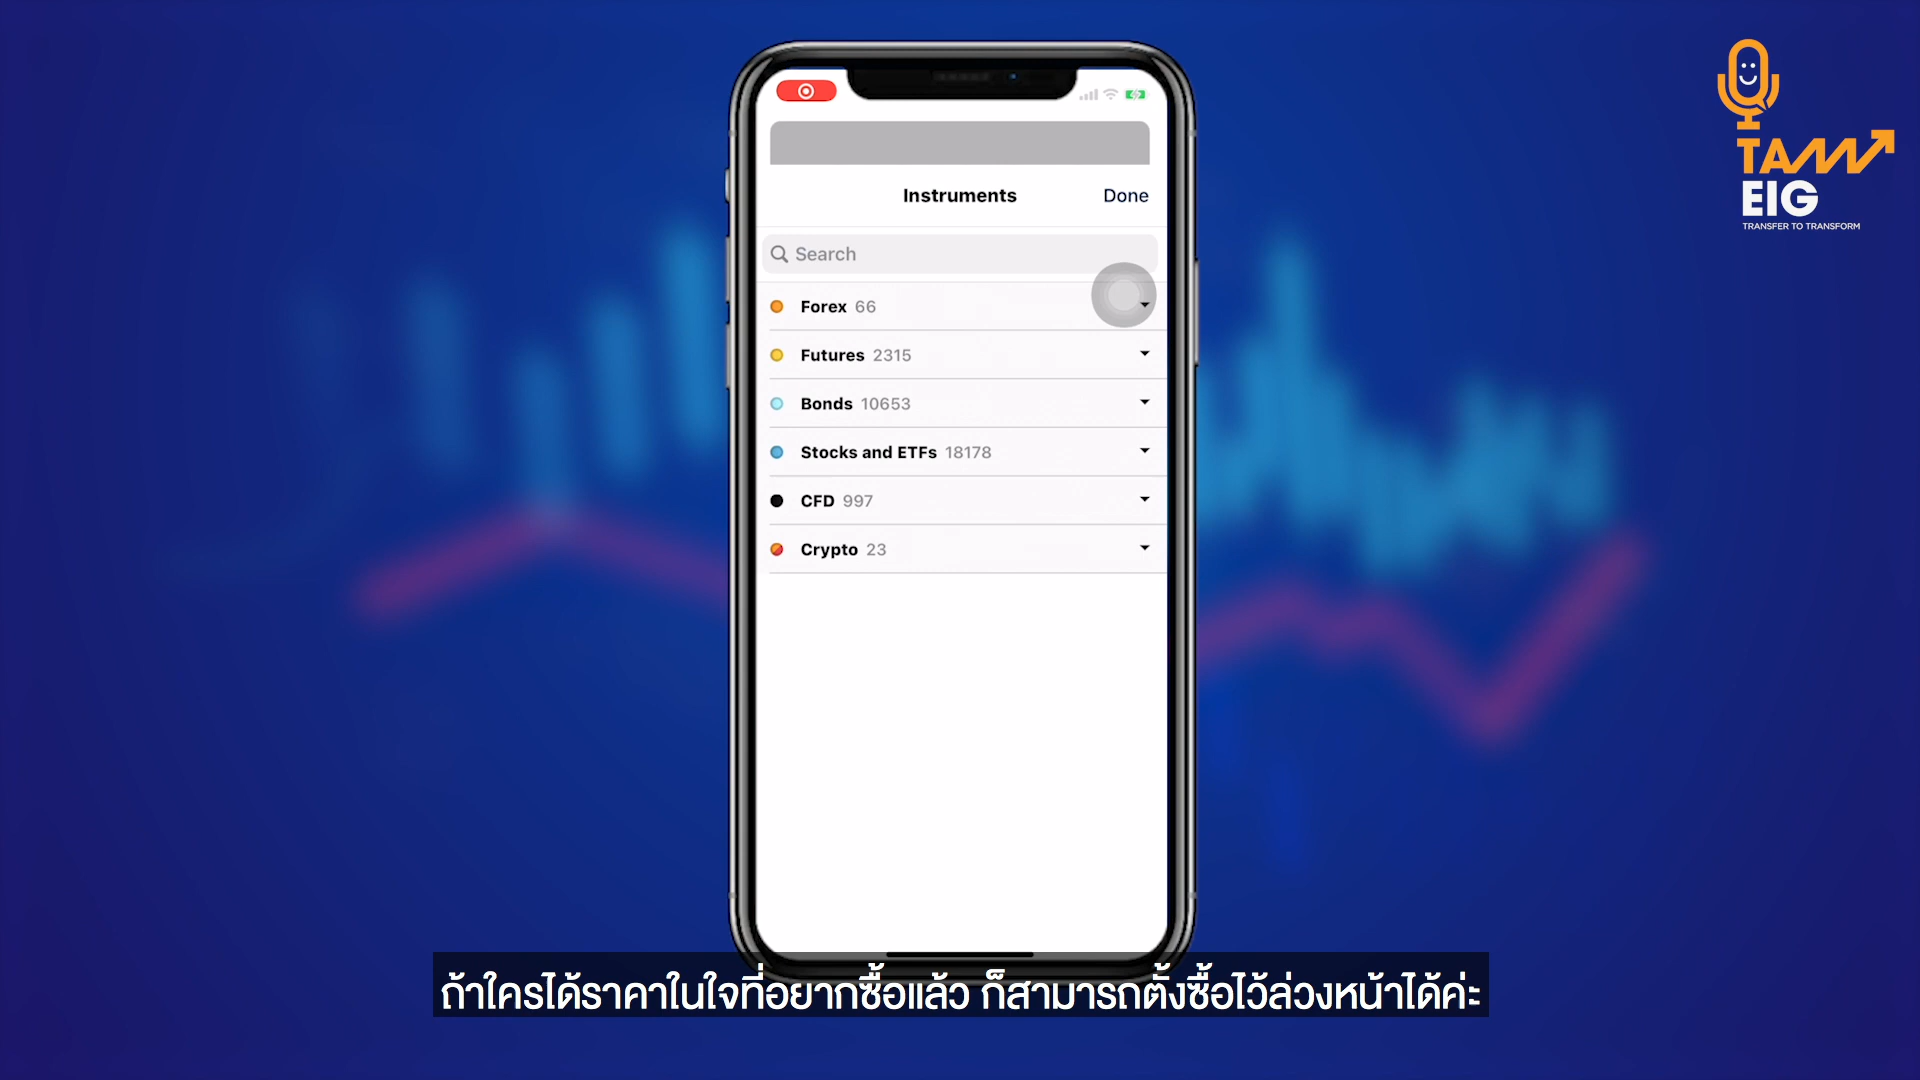 TAM
EIG
TRANSFER TO TRANSFORM
Instruments Done
Search
Forex 66
Futures 2315
Bonds 10653
Stocks and ETFs 18178
CFD 997
Crypto 23
ถ้าใครได้ราคาในใจที่อยากซื้อแล้ว ก็สามารถตั้งซื้อไว้ล่วงหน้าได้ค่ะ